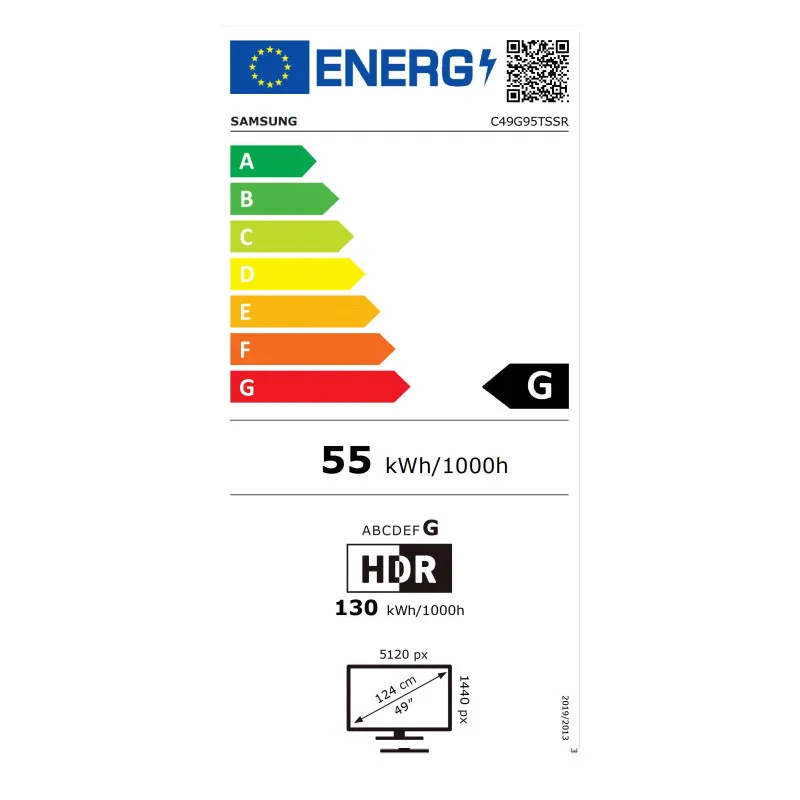 ENERG
SAMSUNG C49G95TSSR
A
B
C
D
E
F
G
G
55 kWh/1000h
ABCDEFG
HDR
130 kWh/1000h
5120 px
124 cm
49”
1440 px
2019/2013
3